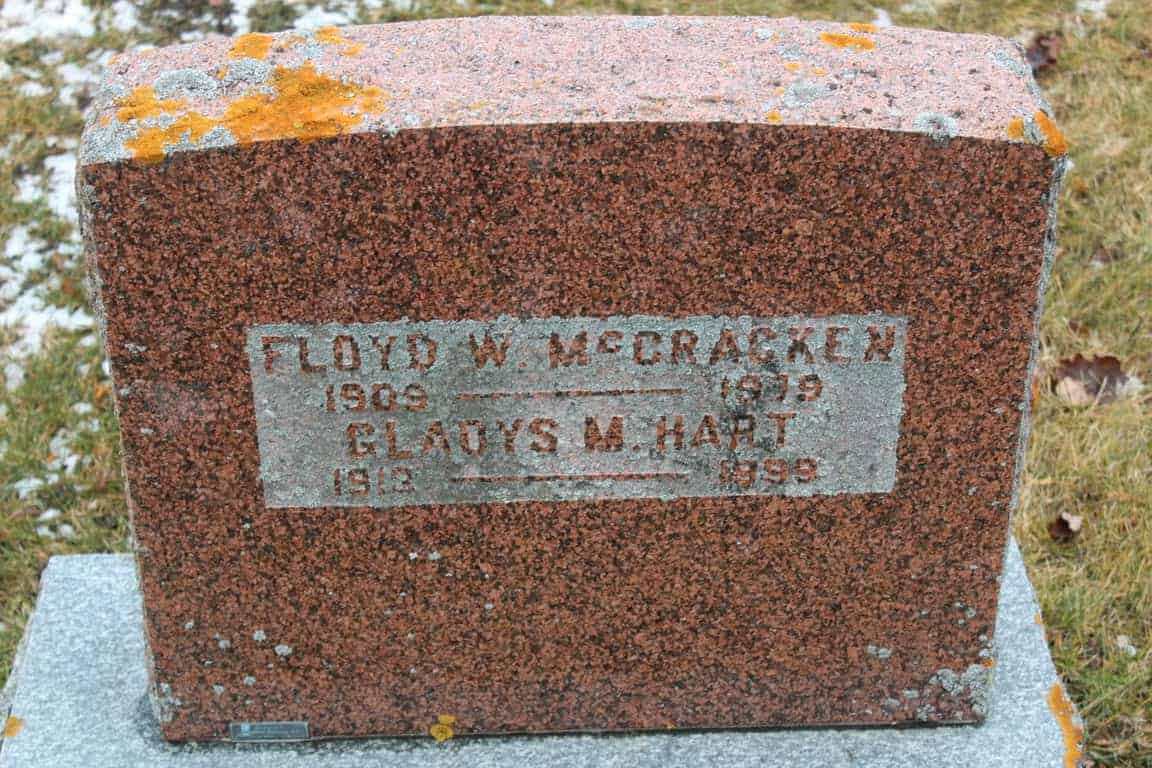 FLOYD W. McCRACKEN
1909 — 1979
GLADYS M. HART
1913 — 1999